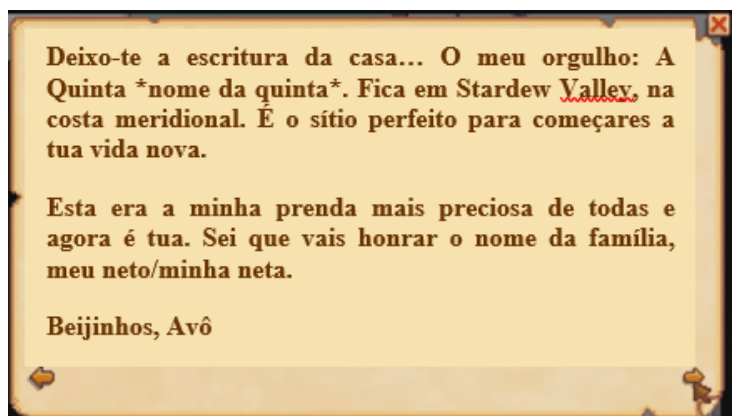 Deixo-te a escritura da casa… O meu orgulho: A
Quinta *nome da quinta*. Fica em Stardew Valley, na
costa meridional. É o sítio perfeito para começares a
tua vida nova.
Esta era a minha prenda mais preciosa de todas e
agora é tua. Sei que vais honrar o nome da família,
meu neto/minha neta.
Beijinhos, Avô